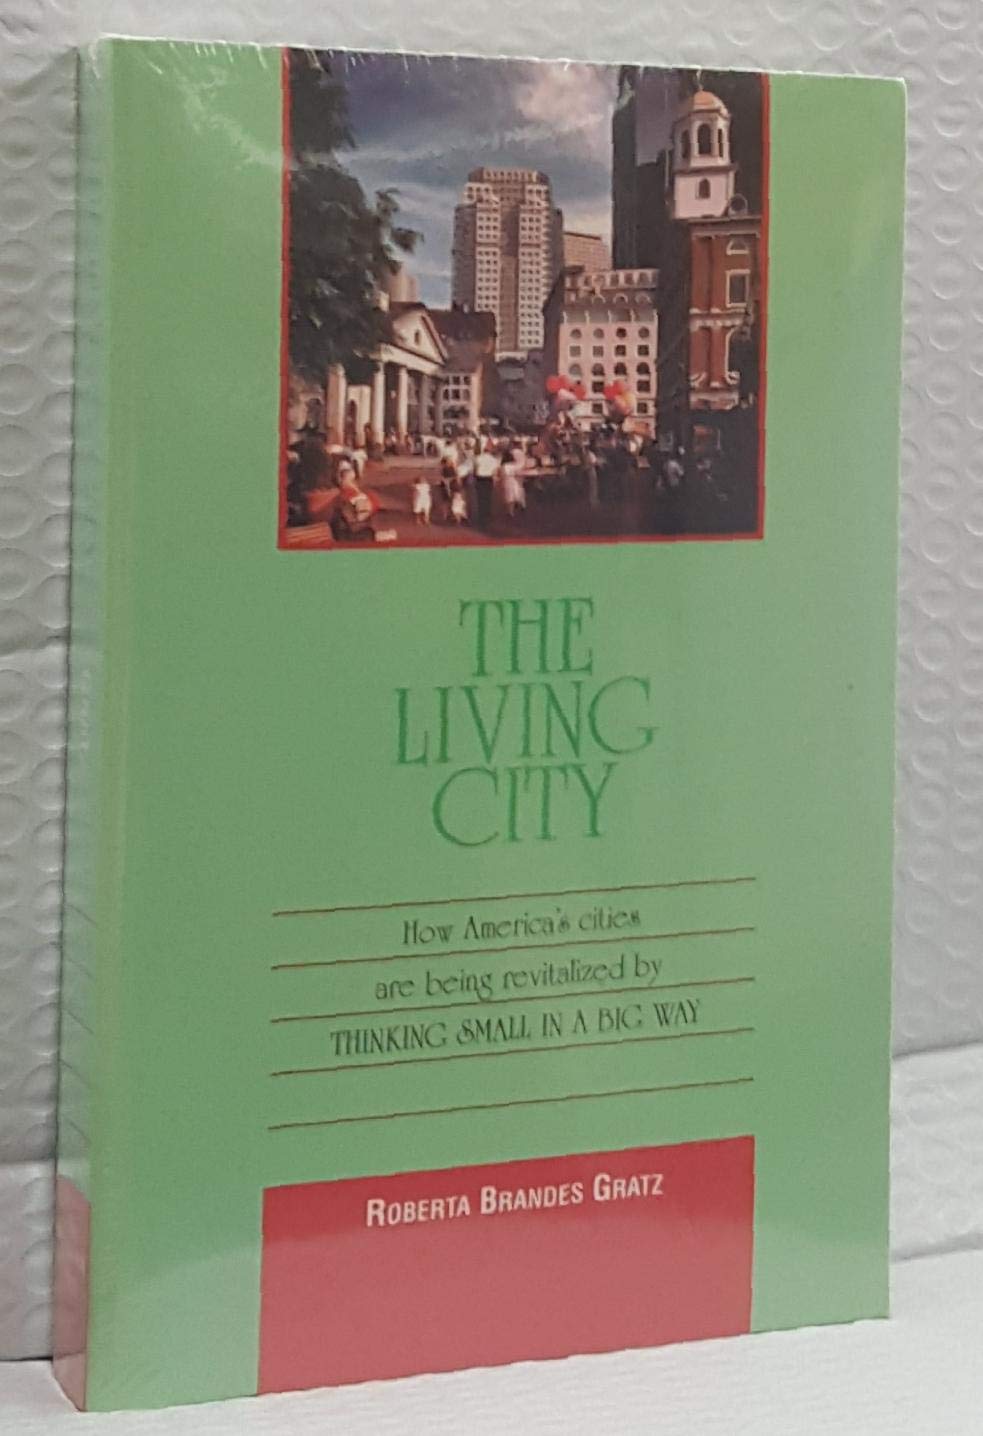 THE
LIVING
CITY
How America's cities
are being revitalized by
THINKING SMALL IN A BIG WAY
ROBERTA BRANDES GRATZ